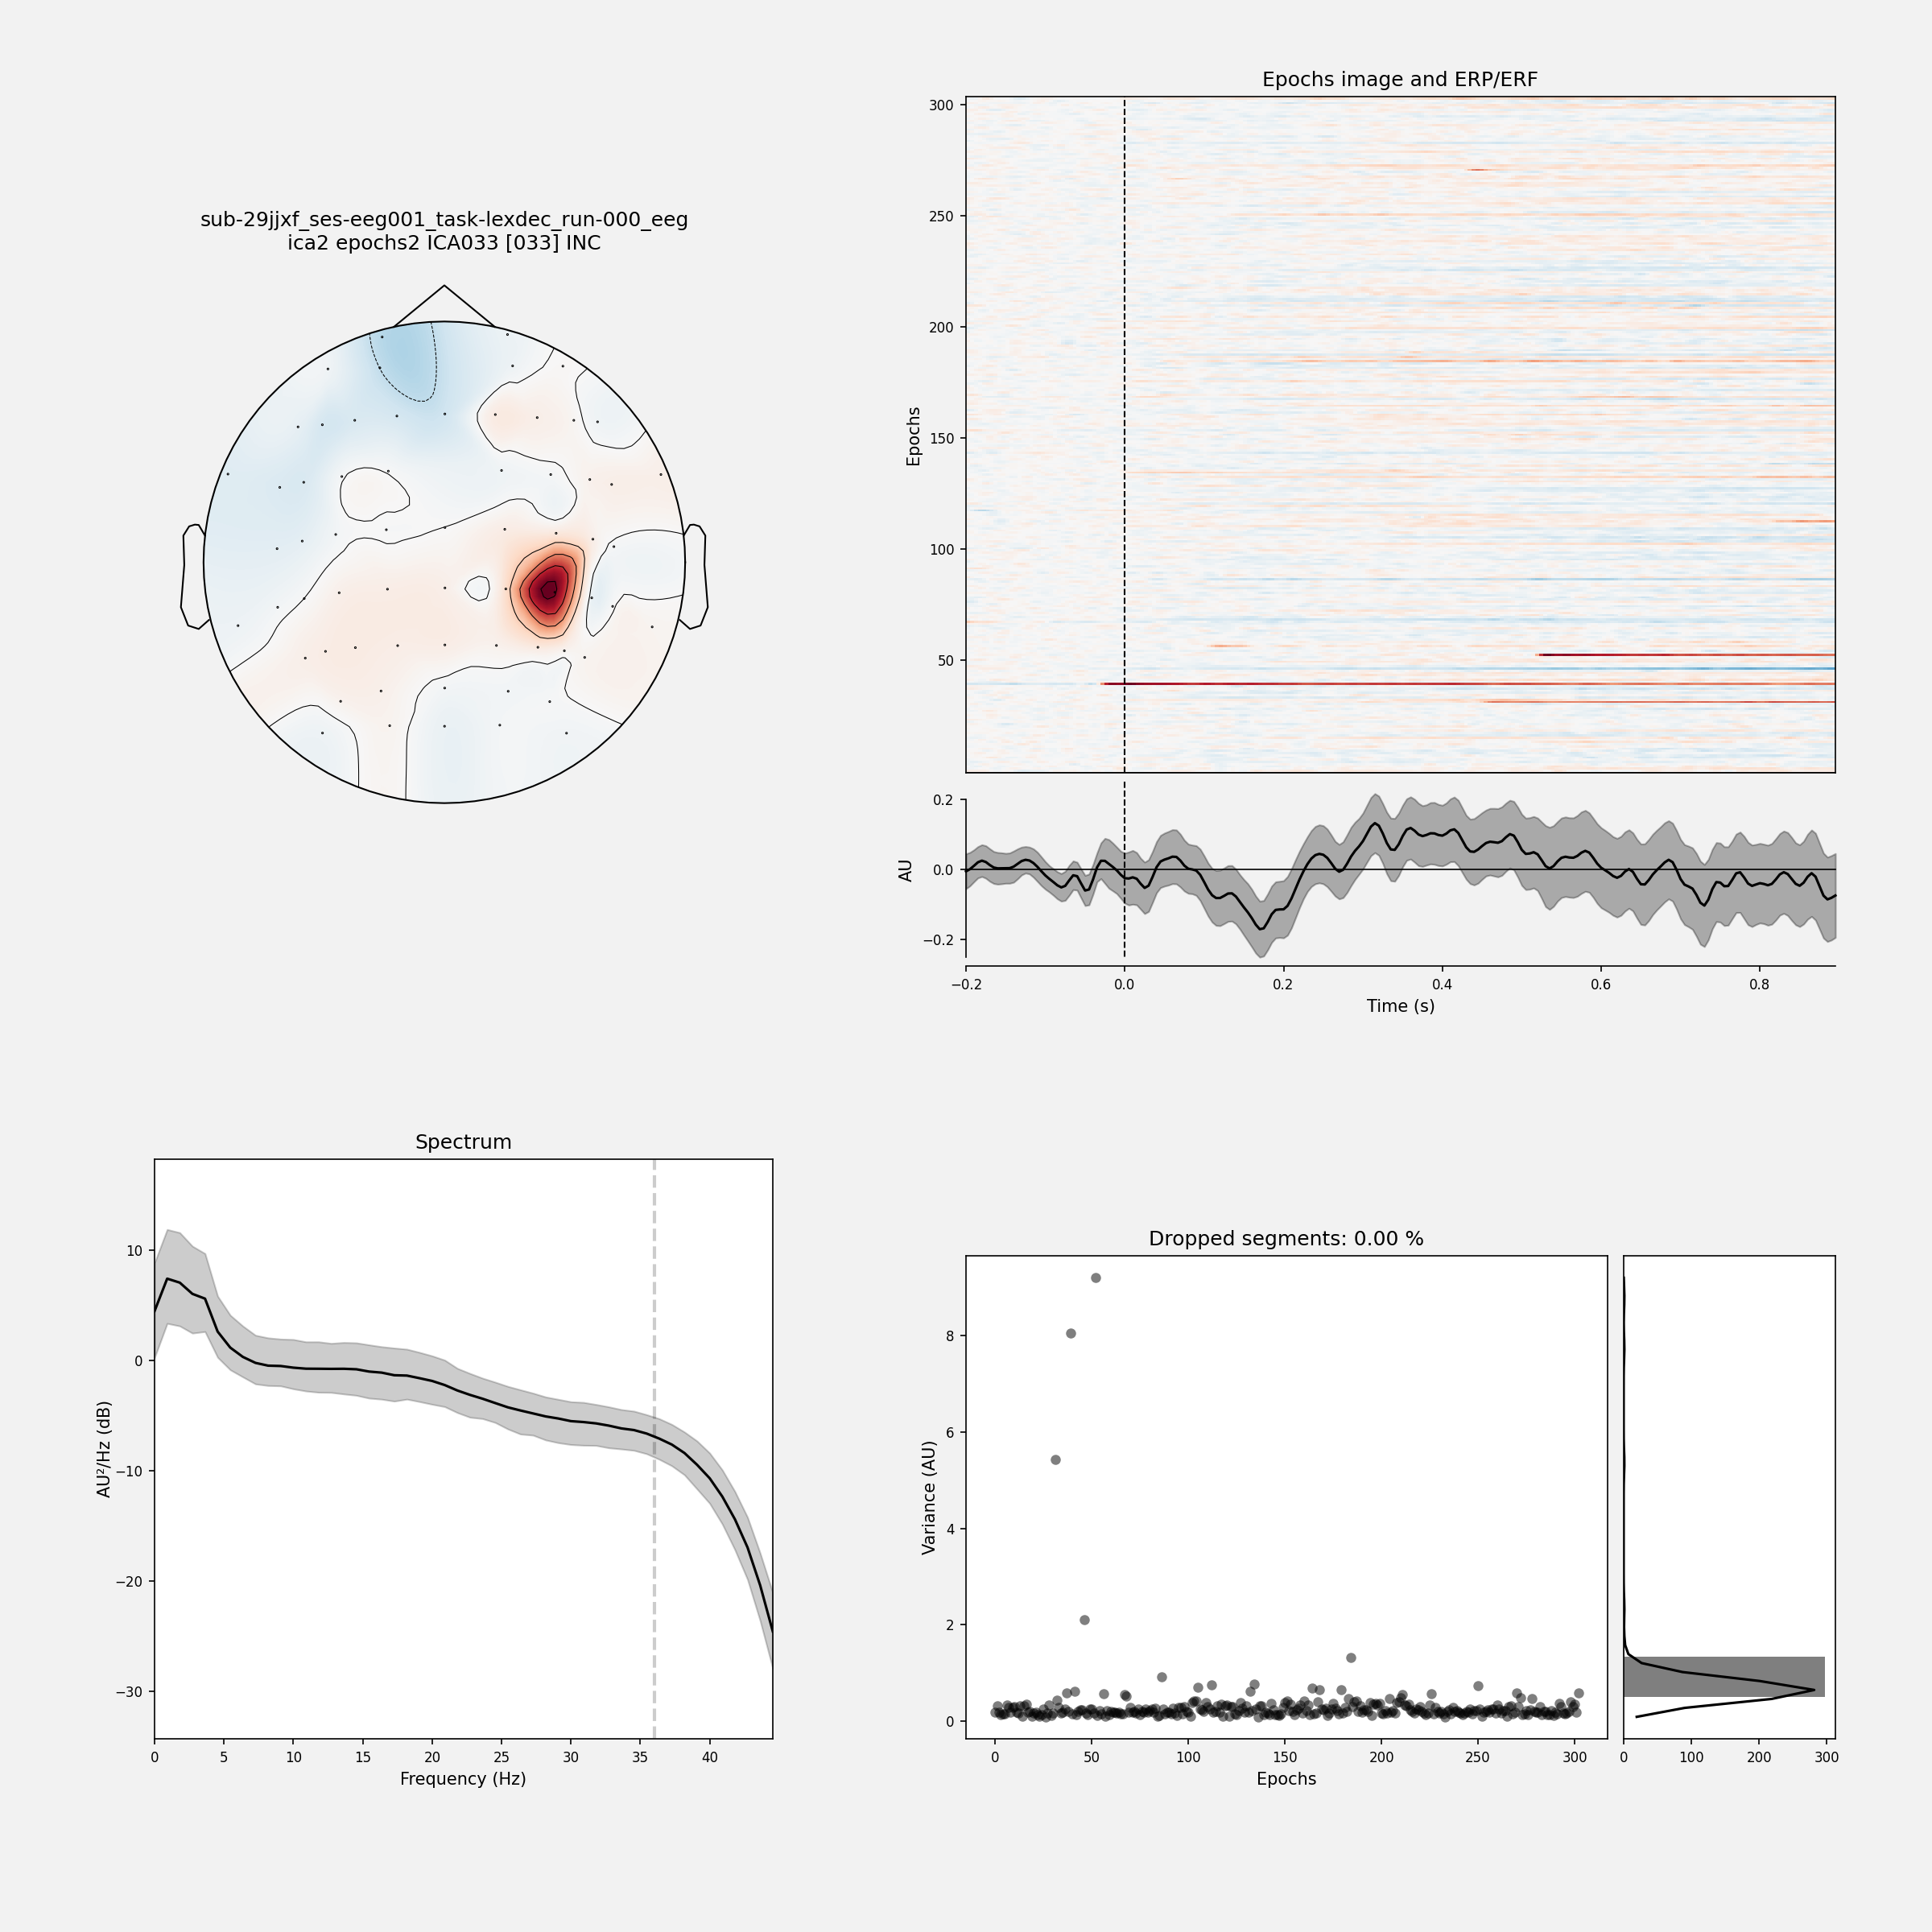 sub-29jjxf_ses-eeg001_task-lexdec_run-000_eeg
ica2 epochs2 ICA033 [033] INC
Epochs image and ERP/ERF
300
250
200
150
100
50
Epochs
0.2
0.0
−0.2
AU
−0.2 0.0 0.2 0.4 0.6 0.8
Time (s)
Spectrum
10
0
−10
−20
−30
AU²/Hz (dB)
0 5 10 15 20 25 30 35 40
Frequency (Hz)
Dropped segments: 0.00 %
8
6
4
2
0
Variance (AU)
0 50 100 150 200 250 300
Epochs
0 100 200 300